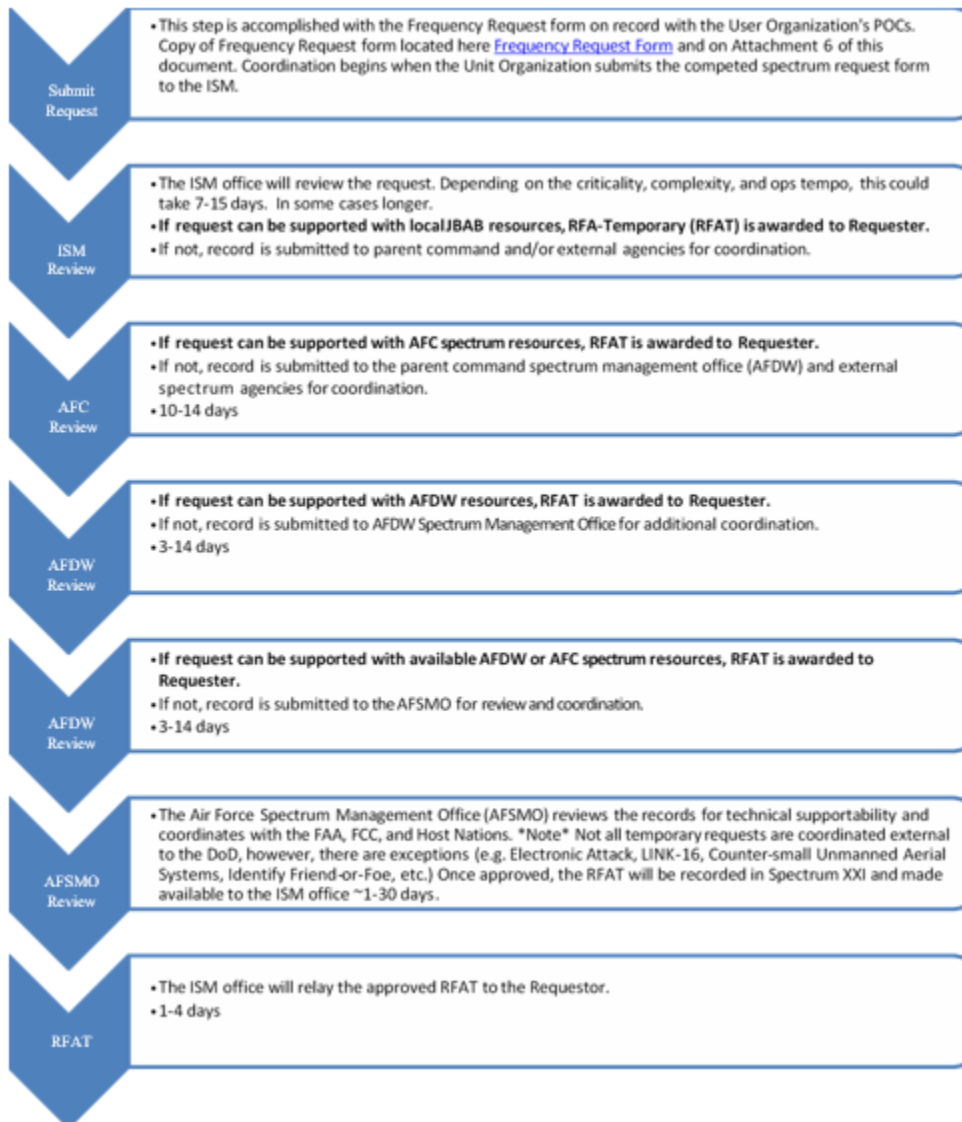 Submit
Request
•This step is accomplished with the Frequency Request form on record with the User Organization's POCs.
Copy of Frequency Request form located here Frequency Request Form and on Attachment 6 of this
document. Coordination begins when the Unit Organization submits the competed spectrum request form
to the ISM.
ISM
Review
•The ISM office will review the request. Depending on the criticality, complexity, and ops tempo, this could
take 7-15 days. In some cases longer.
•If request can be supported with local JBAB resources, RFA-Temporary (RFAT) is awarded to Requester.
•If not, record is submitted to parent command and/or external agencies for coordination.
AFC
Review
•If request can be supported with AFC spectrum resources, RFAT is awarded to Requester.
•If not, record is submitted to the parent command spectrum management office (AFDW) and external
spectrum agencies for coordination.
•10-14 days
AFDW
Review
•If request can be supported with AFDW resources, RFAT is awarded to Requester.
•If not, record is submitted to AFDW Spectrum Management Office for additional coordination.
•3-14 days
AFDW
Review
•If request can be supported with available AFDW or AFC spectrum resources, RFAT is awarded to
Requester.
•If not, record is submitted to the AFSMO for review and coordination.
•3-14 days
AFSMO
Review
•The Air Force Spectrum Management Office (AFSMO) reviews the records for technical supportability and
coordinates with the FAA, FCC, and Host Nations. *Note* Not all temporary requests are coordinated external
to the DoD, however, there are exceptions (e.g. Electronic Attack, LINK-16, Counter-small Unmanned Aerial
Systems, Identify Friend-or-Foe, etc.) Once approved, the RFAT will be recorded in Spectrum XXI and made
available to the ISM office ~1-30 days.
RFAT
•The ISM office will relay the approved RFAT to the Requestor.
•1-4 days